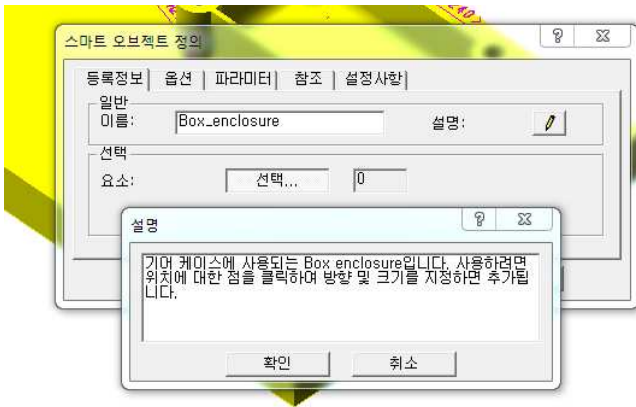 스마트 오브젝트 정의
등록정보 옵션 파라미터 참조 설정사항
일반
이름: Box_enclosure 설명:
선택
요소: 선택... 0
설명
기어 케이스에 사용되는 Box enclosure입니다. 사용하려면
위치에 대한 점을 클릭하여 방향 및 크기를 지정하면 추가됩
니다.
확인 취소